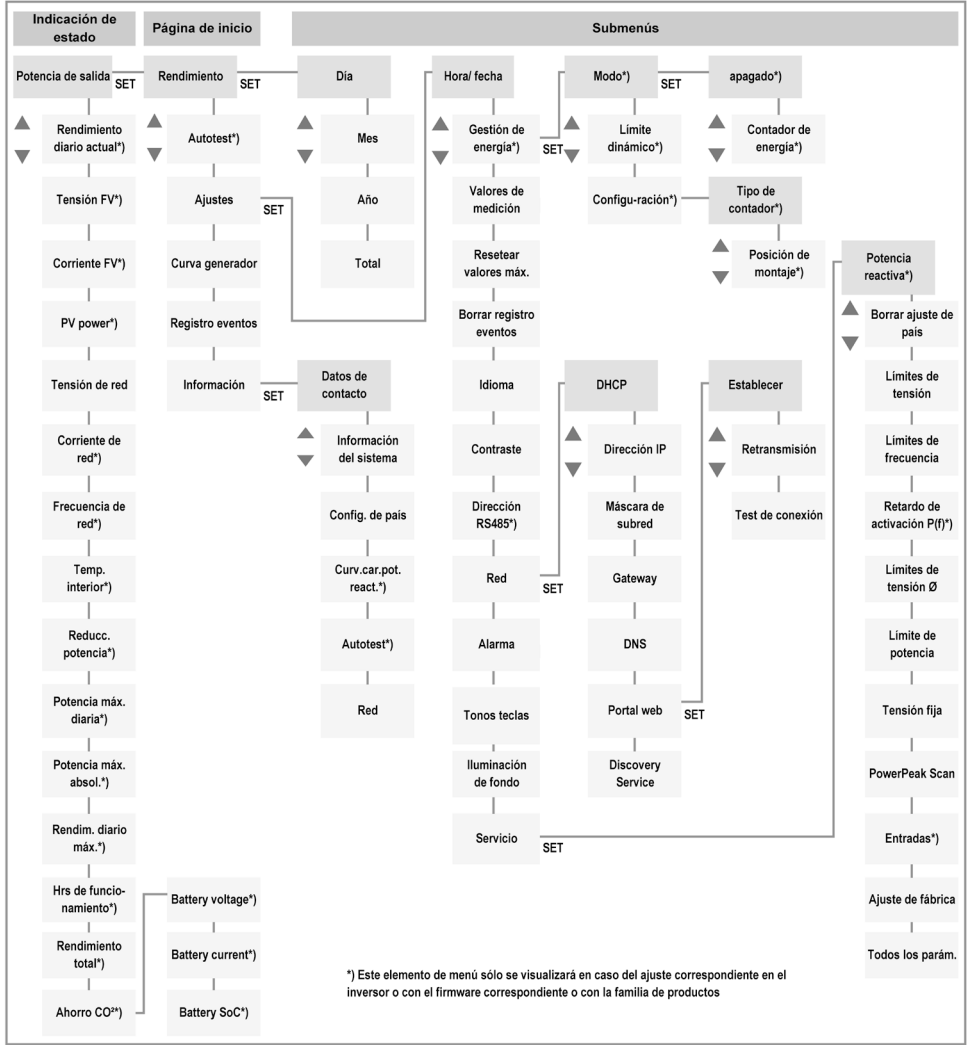 Indicación de
estado
Página de inicio
Submenús
Potencia de salida
SET
Rendimiento
diario actual*)
Tensión FV*)
Corriente FV*)
PV power*)
Tensión de red
Corriente de
red*)
Frecuencia de
red*)
Temp.
interior*)
Reducc.
potencia*)
Potencia máx.
diaría*)
Potencia máx.
absol.*)
Rendim. diario
máx.*)
Hrs de funcio-
namiento*)
Rendimiento
total*)
Ahorro CO²*)
Battery voltage*)
Battery current*)
Battery SoC*)
Rendimiento
SET
Autotest*)
Ajustes
SET
Curva generador
Registro eventos
Información
SET
Día
Mes
Año
Total
Datos de
contacto
Información
del sistema
Config. de país
Curv.car.pot.
react.*)
Autotest*)
Red
Hora/ fecha
Gestión de
energía*)
SET
Valores de
medición
Resetear
valores máx.
Borrar registro
eventos
Idioma
Contraste
Dirección
RS485*)
Red
SET
Alarma
Tonos teclas
Iluminación
de fondo
Servicio
SET
Modo*)
SET
Límite
dinámico*)
Configu-ración*)
apagado*)
Contador de
energía*)
Tipo de
contador*)
Posición de
montaje*)
DHCP
Dirección IP
Máscara de
subred
Gateway
DNS
Portal web
SET
Discovery
Service
Establecer
Retransmisión
Test de conexión
Potencia
reactiva*)
Borrar ajuste de
país
Limites de
tensión
Limites de
frecuencia
Retardo de
activación P(f)*)
Limites de
tensión Ø
Limite de
potencia
Tensión fija
PowerPeak Scan
Entradas*)
Ajuste de fábrica
Todos los parám.
*) Este elemento de menú sólo se visualizará en caso del ajuste correspondiente en el
inversor o con el firmware correspondiente o con la familia de productos